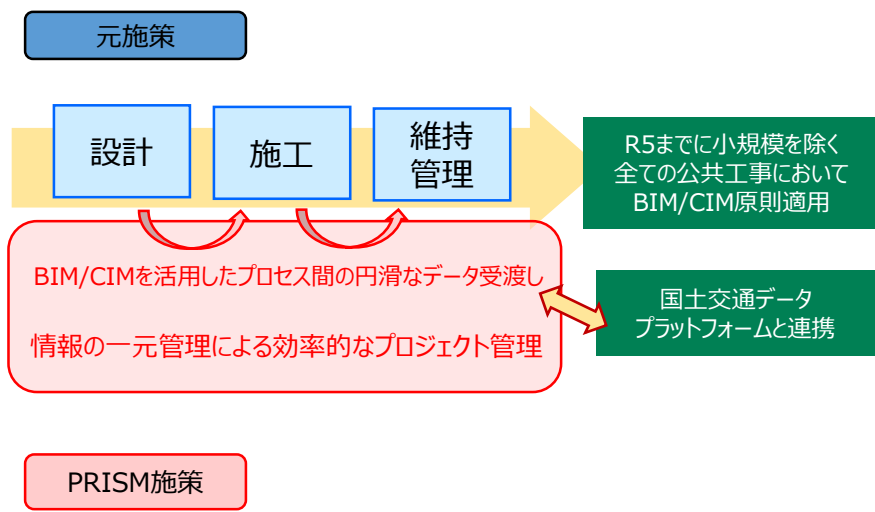 元施策
設計
施工
維持
管理
R5までに小規模を除く
全ての公共工事において
BIM/CIM原則適用
BIM/CIMを活用したプロセス間の円滑なデータ受渡し
情報の一元管理による効率的なプロジェクト管理
国土交通データ
プラットフォームと連携
PRISM施策